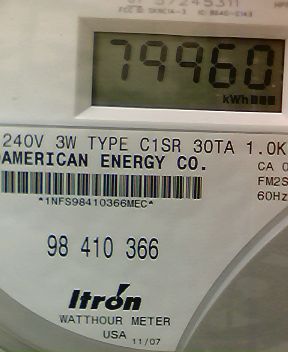 79960
kWh
240V 3W TYPE C1SR 30TA 1.0K
AMERICAN ENERGY CO.
CA 0
*1NFS98410366MEC*
FM2S
60Hz
98 410 366
Itron
WATTHOUR METER
USA 11/07